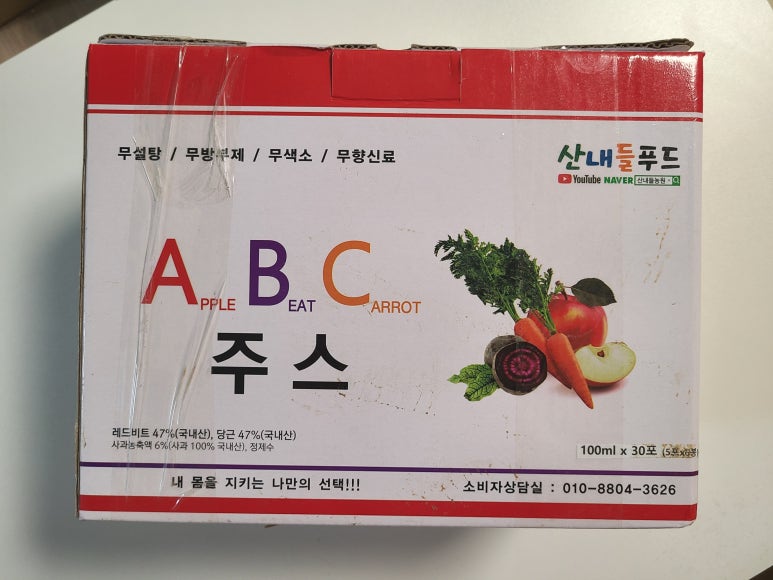 무설탕 / 무방부제 / 무색소 / 무향신료
산내들푸드
YouTube NAVER 산내들농원
APPLE BEAT CARROT
주스
레드비트 47%(국내산), 당근 47%(국내산)
사과농축액 6%(사과 100% 국내산), 정제수
100ml x 30포
내 몸을 지키는 나만의 선택!!!
소비자상담실 : 010-8804-3626